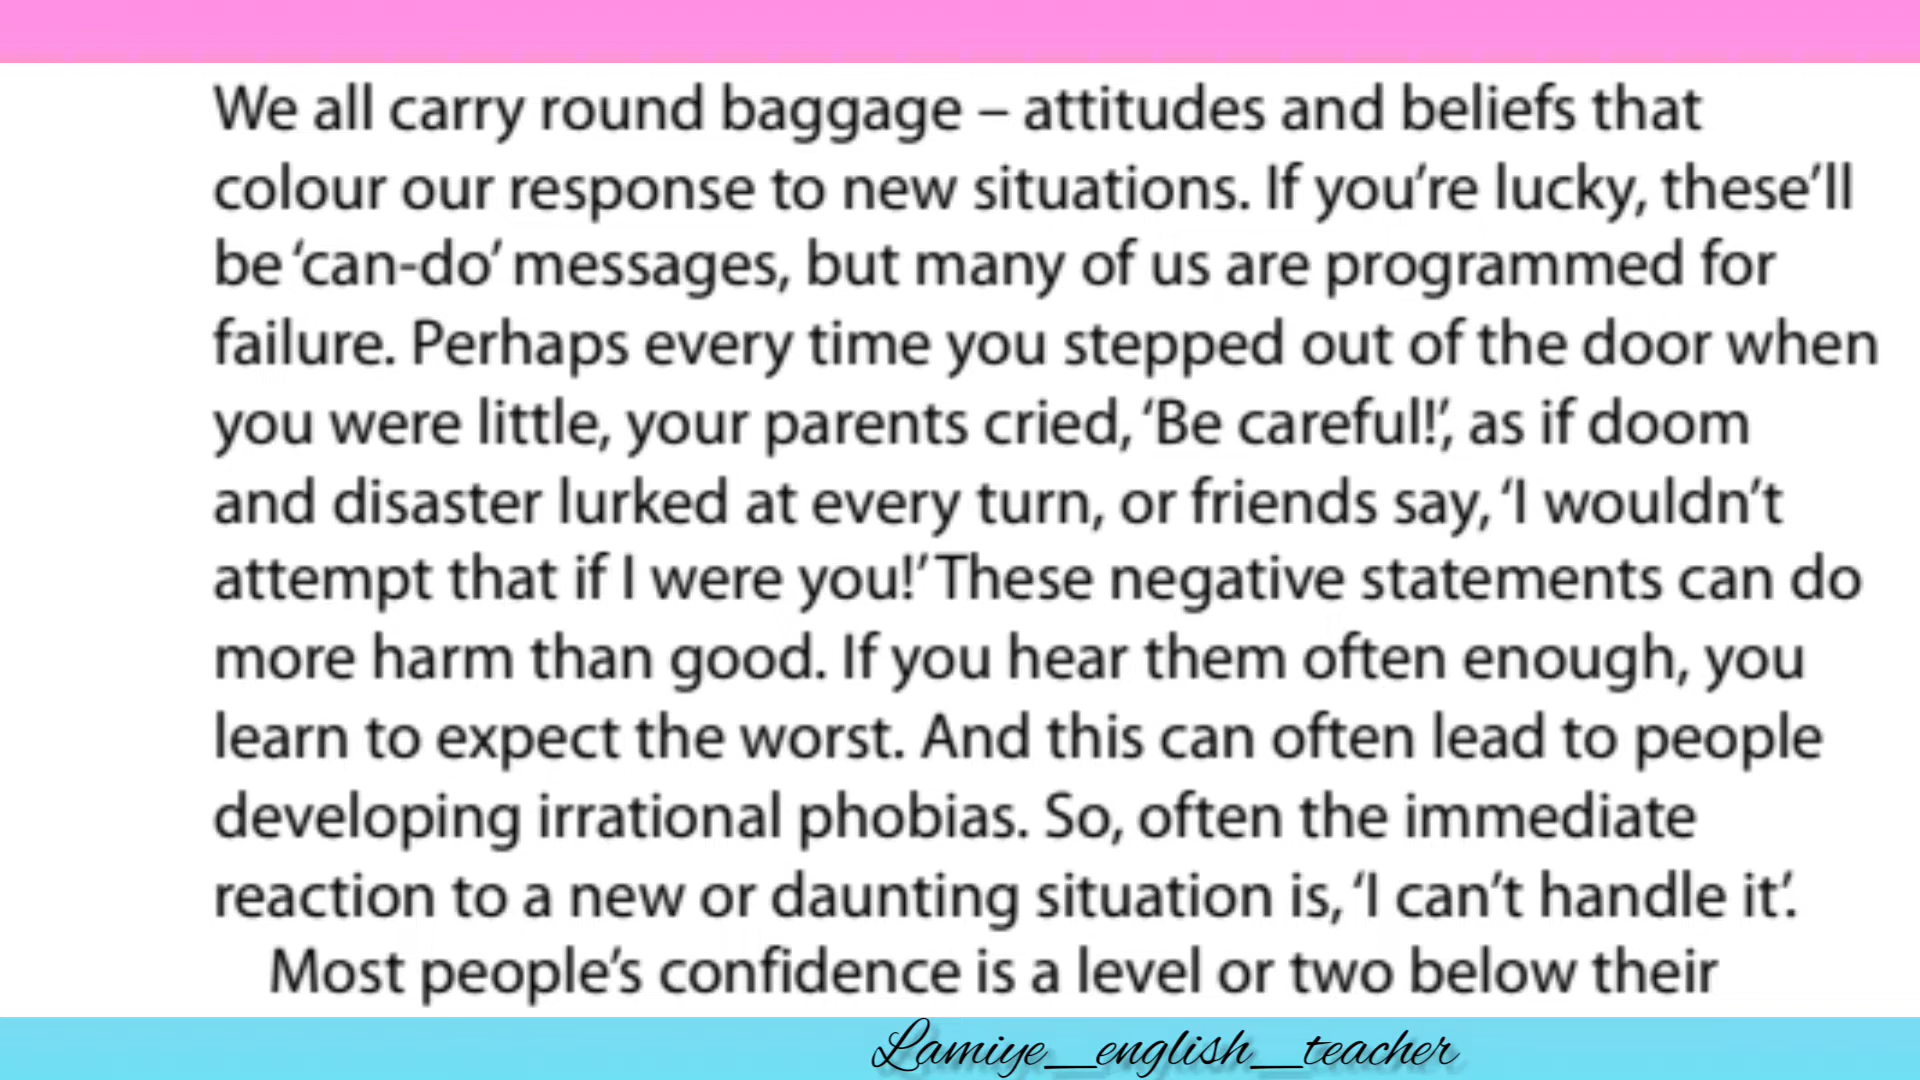 We all carry round baggage – attitudes and beliefs that
colour our response to new situations. If you’re lucky, these’ll
be ‘can-do’ messages, but many of us are programmed for
failure. Perhaps every time you stepped out of the door when
you were little, your parents cried, ‘Be careful!’, as if doom
and disaster lurked at every turn, or friends say, ‘I wouldn’t
attempt that if I were you!’ These negative statements can do
more harm than good. If you hear them often enough, you
learn to expect the worst. And this can often lead to people
developing irrational phobias. So, often the immediate
reaction to a new or daunting situation is, ‘I can’t handle it’.
Most people’s confidence is a level or two below their
Lamiye__english__teacher